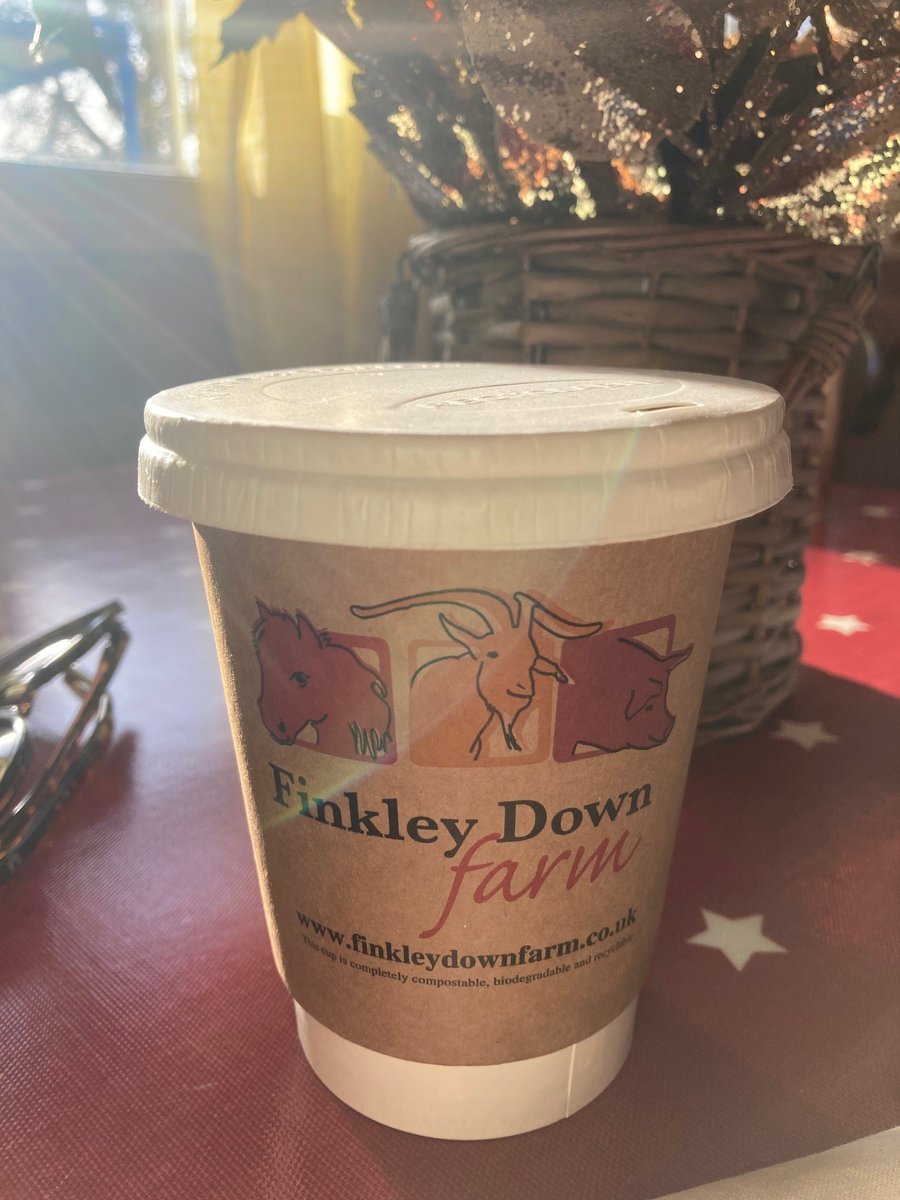 Finkley Down
farm
www.finkleydownfarm.co.uk
This cup is completely compostable, biodegradable and recyclable